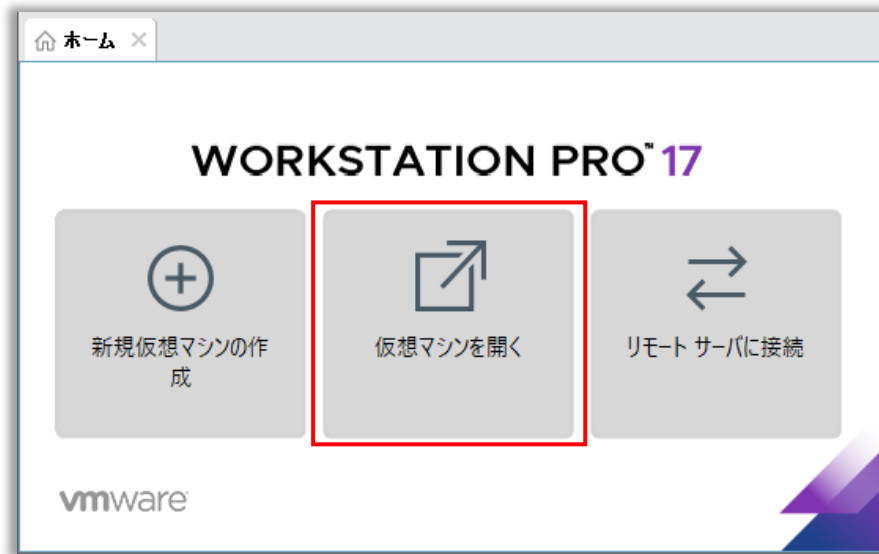 ホーム
WORKSTATION PRO™ 17
新規仮想マシンの作
成
仮想マシンを開く
リモート サーバに接続
vmware